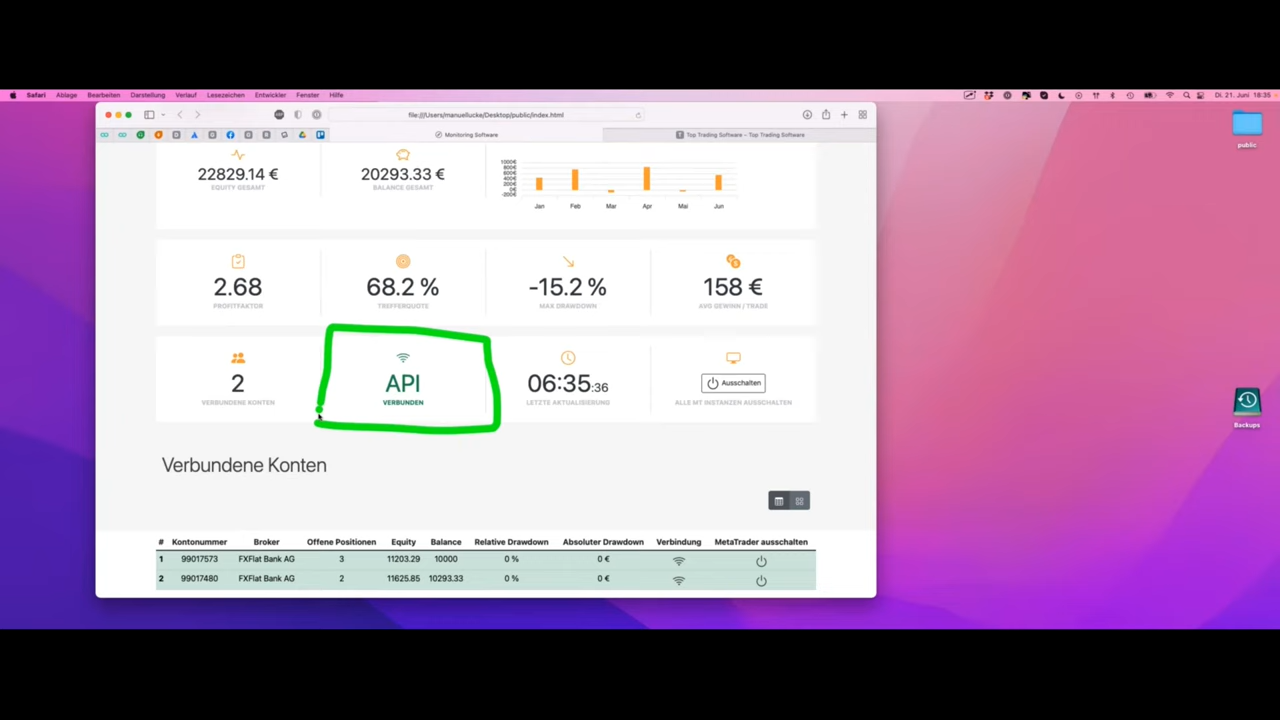 Safari Ablage Bearbeiten Darstellung Verlauf Lesezeichen Entwickler Fenster Hilfe Di. 21. Juni 18:35
file:///Users/manuellucke/Desktop/public/index.html
Monitoring Software Top Trading Software – Top Trading Software
public
22829.14 €
EQUITY GESAMT
20293.33 €
BALANCE GESAMT
1000€
800€
600€
400€
200€
0€
-200€
Jan Feb Mar Apr Mai Jun
2.68 68.2 % -15.2 % 158 €
PROFITFAKTOR TREFFERQUOTE MAX DRAWDOWN AVG GEWINN / TRADE
2 API 06:35:36 Ausschalten
VERBUNDENE KONTEN VERBUNDEN LETZTE AKTUALISIERUNG ALLE MT INSTANZEN AUSSCHALTEN
Backups
Verbundene Konten
# Kontonummer Broker Offene Positionen Equity Balance Relative Drawdown Absoluter Drawdown Verbindung MetaTrader ausschalten
1 99017573 FXFlat Bank AG 3 11203.29 10000 0 % 0 €
2 99017480 FXFlat Bank AG 2 11625.85 10293.33 0 % 0 €